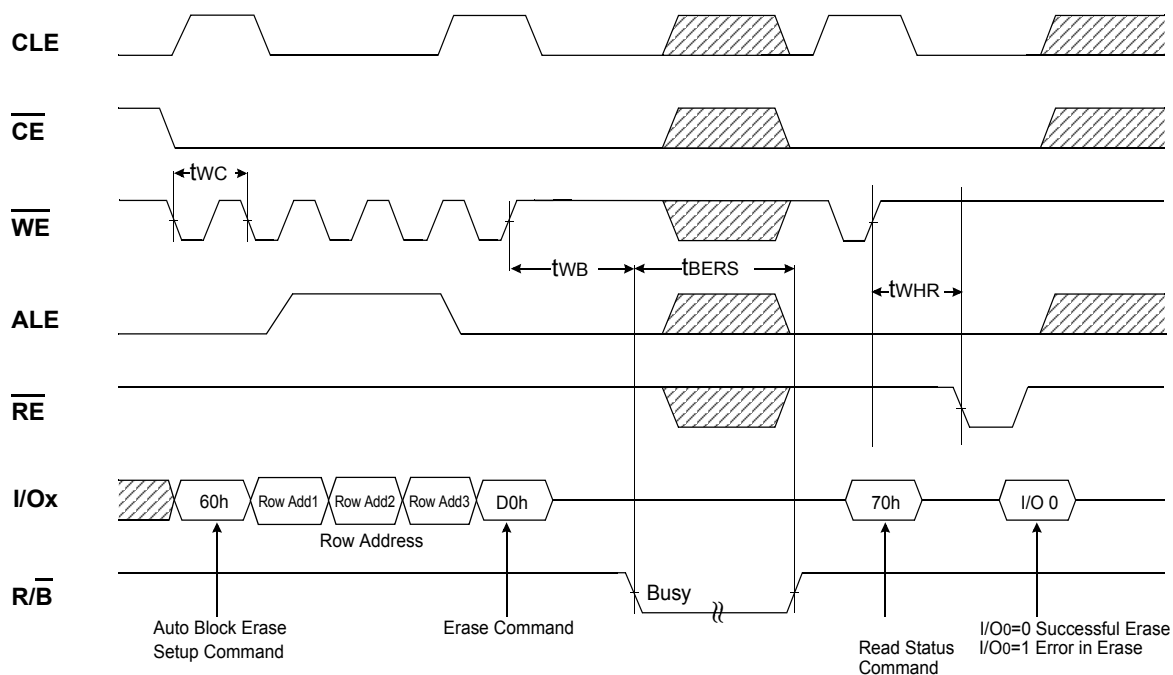 CLE
CE
tWC
WE
tWB
tBERS
tWHR
ALE
RE
I/Ox
60h
Row Add1
Row Add2
Row Add3
D0h
70h
I/O 0
Row Address
R/B
Busy
Auto Block Erase
Setup Command
Erase Command
Read Status
Command
I/O0=0 Successful Erase
I/O0=1 Error in Erase